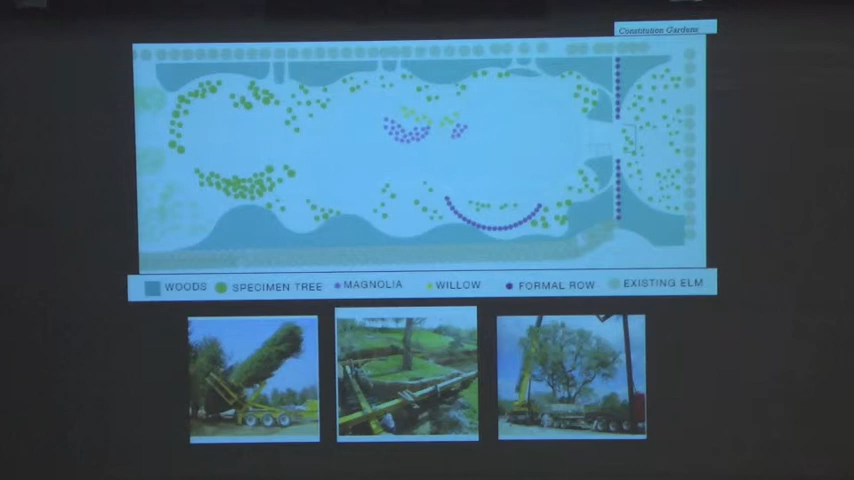 Constitution Gardens
WOODS SPECIMEN TREE MAGNOLIA WILLOW FORMAL ROW EXISTING ELM